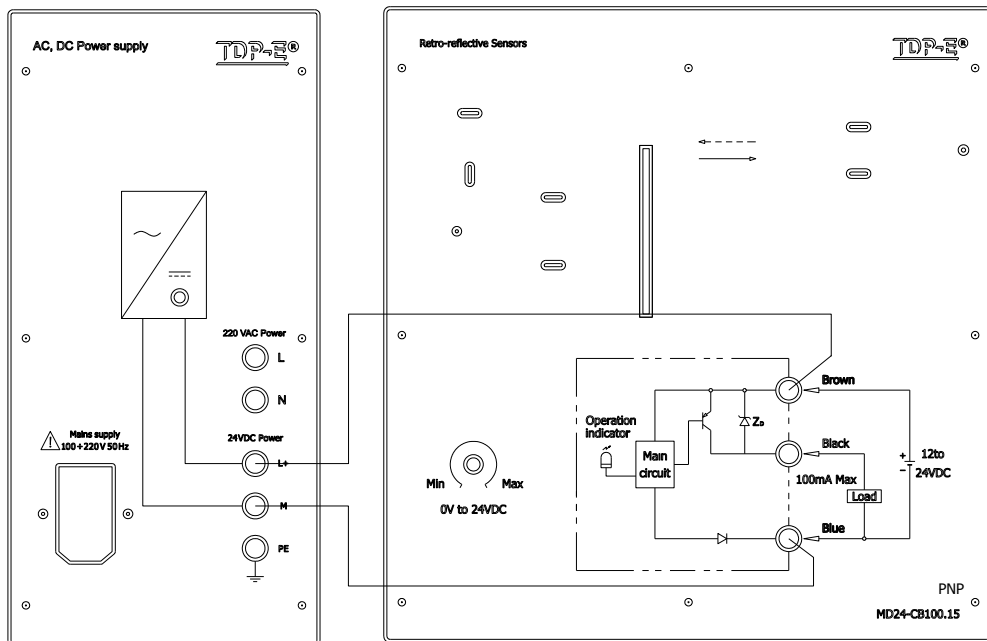 AC, DC Power supply
TDP-E®
220 VAC Power
L
N
Mains supply
100÷220V 50Hz
24VDC Power
L+
M
PE
Retro-reflective Sensors
TDP-E®
Min
Max
0V to 24VDC
Operation
indicator
Main
circuit
ZD
Brown
Black
100mA Max
Load
Blue
+
−
12to
24VDC
PNP
MD24-CB100.15